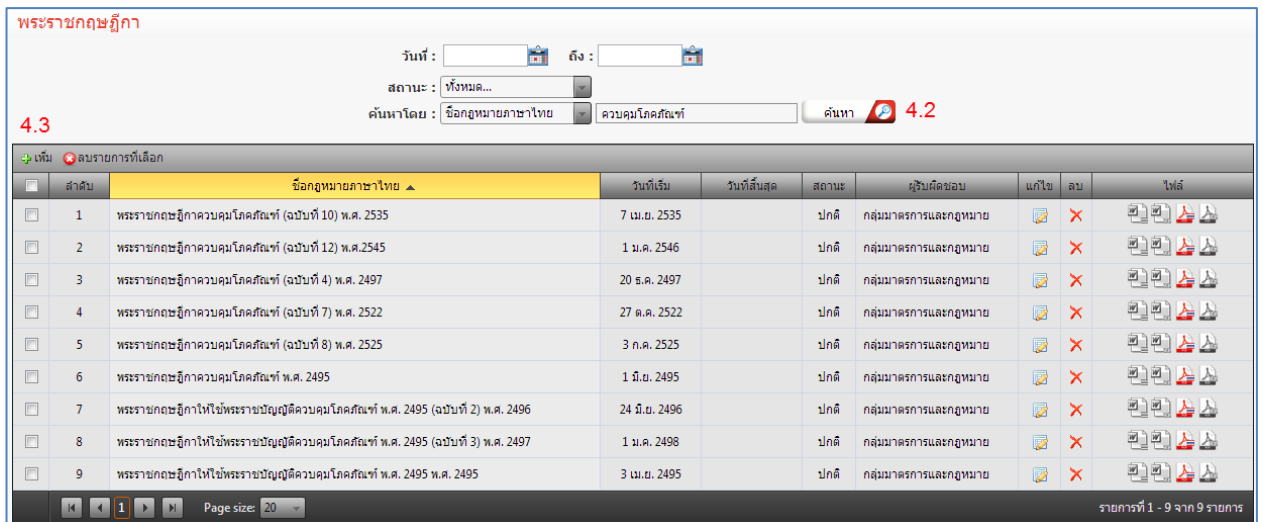 พระราชกฤษฎีกา
วันที่ : ถึง :
สถานะ : ทั้งหมด...
ค้นหาโดย : ชื่อกฎหมายภาษาไทย ควบคุมโภคภัณฑ์ ค้นหา 4.2
4.3
เพิ่ม ลบรายการที่เลือก
ลำดับ ชื่อกฎหมายภาษาไทย วันที่เริ่ม วันที่สิ้นสุด สถานะ ผู้รับผิดชอบ แก้ไข ลบ ไฟล์
1 พระราชกฤษฎีกาควบคุมโภคภัณฑ์ (ฉบับที่ 10) พ.ศ. 2535 7 เม.ย. 2535 ปกติ กลุ่มมาตรการและกฎหมาย
2 พระราชกฤษฎีกาควบคุมโภคภัณฑ์ (ฉบับที่ 12) พ.ศ.2545 1 ม.ค. 2546 ปกติ กลุ่มมาตรการและกฎหมาย
3 พระราชกฤษฎีกาควบคุมโภคภัณฑ์ (ฉบับที่ 4) พ.ศ. 2497 20 ธ.ค. 2497 ปกติ กลุ่มมาตรการและกฎหมาย
4 พระราชกฤษฎีกาควบคุมโภคภัณฑ์ (ฉบับที่ 7) พ.ศ. 2522 27 ต.ค. 2522 ปกติ กลุ่มมาตรการและกฎหมาย
5 พระราชกฤษฎีกาควบคุมโภคภัณฑ์ (ฉบับที่ 8) พ.ศ. 2525 3 ก.ค. 2525 ปกติ กลุ่มมาตรการและกฎหมาย
6 พระราชกฤษฎีกาควบคุมโภคภัณฑ์ พ.ศ. 2495 1 มิ.ย. 2495 ปกติ กลุ่มมาตรการและกฎหมาย
7 พระราชกฤษฎีกาให้ใช้พระราชบัญญัติควบคุมโภคภัณฑ์ พ.ศ. 2495 (ฉบับที่ 2) พ.ศ. 2496 24 มิ.ย. 2496 ปกติ กลุ่มมาตรการและกฎหมาย
8 พระราชกฤษฎีกาให้ใช้พระราชบัญญัติควบคุมโภคภัณฑ์ พ.ศ. 2495 (ฉบับที่ 3) พ.ศ. 2497 1 ม.ค. 2498 ปกติ กลุ่มมาตรการและกฎหมาย
9 พระราชกฤษฎีกาให้ใช้พระราชบัญญัติควบคุมโภคภัณฑ์ พ.ศ. 2495 พ.ศ. 2495 3 เม.ย. 2495 ปกติ กลุ่มมาตรการและกฎหมาย
1 Page size: 20 รายการที่ 1 - 9 จาก 9 รายการ